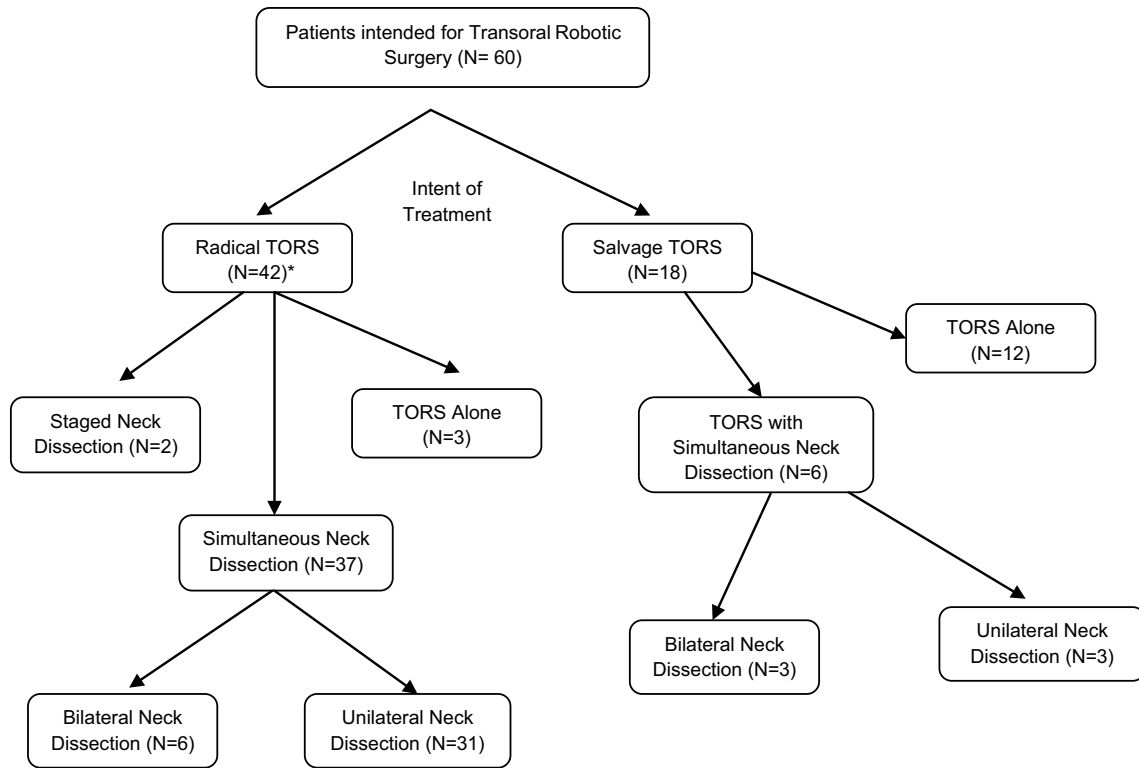 Patients intended for Transoral Robotic
Surgery (N= 60)
Intent of
Treatment
Radical TORS
(N=42)*
Salvage TORS
(N=18)
TORS Alone
(N=12)
Staged Neck
Dissection (N=2)
TORS Alone
(N=3)
TORS with
Simultaneous Neck
Dissection (N=6)
Simultaneous Neck
Dissection (N=37)
Bilateral Neck
Dissection (N=3)
Unilateral Neck
Dissection (N=3)
Bilateral Neck
Dissection (N=6)
Unilateral Neck
Dissection (N=31)